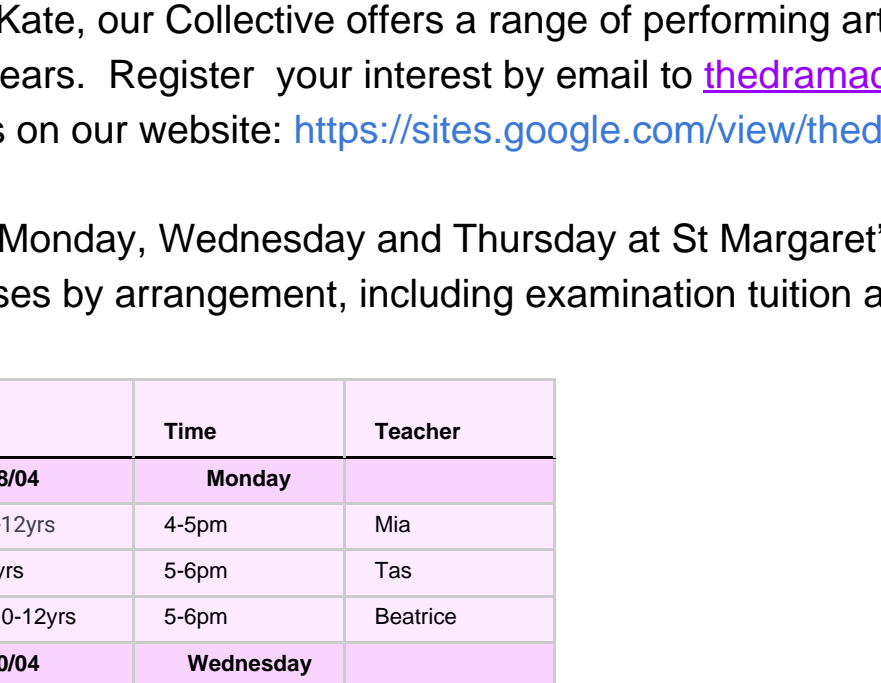 Kate, our Collective offers a range of performing art
ears. Register your interest by email to thedramac
s on our website: https://sites.google.com/view/thed
Monday, Wednesday and Thursday at St Margaret'
ses by arrangement, including examination tuition a
Time Teacher
8/04 Monday
-12yrs 4-5pm Mia
yrs 5-6pm Tas
0-12yrs 5-6pm Beatrice
0/04 Wednesday